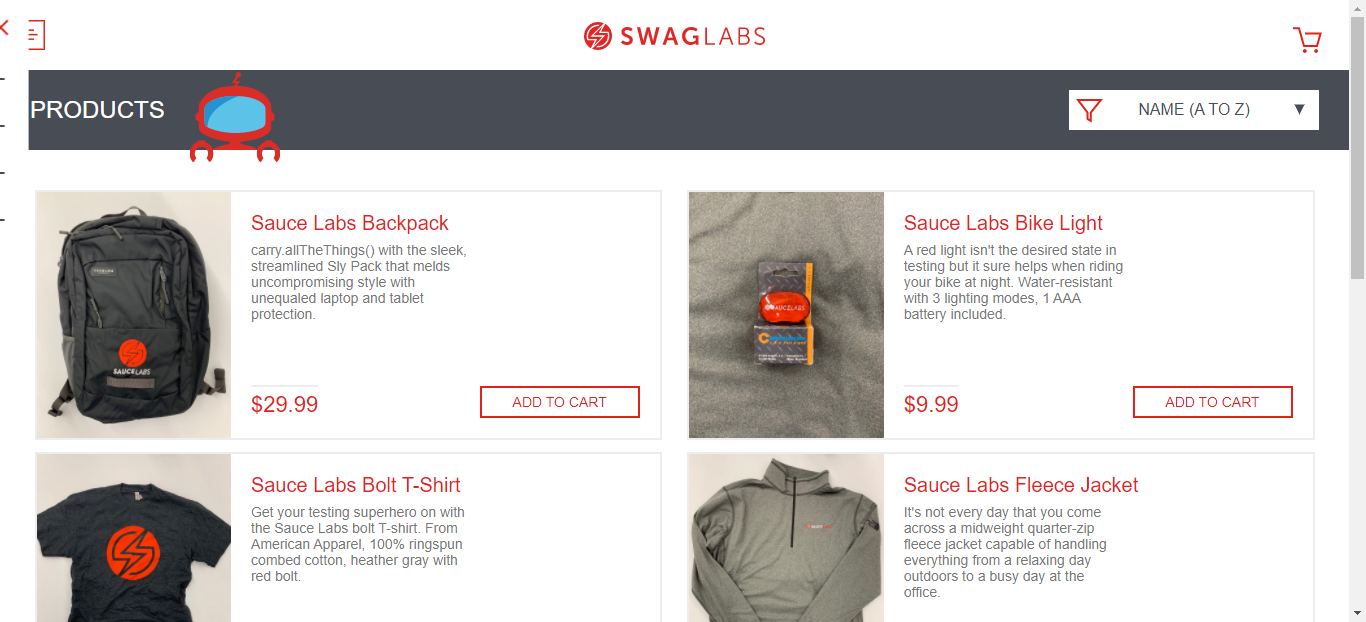 SWAGLABS
PRODUCTS
NAME (A TO Z)
Sauce Labs Backpack
carry.allTheThings() with the sleek,
streamlined Sly Pack that melds
uncompromising style with
unequaled laptop and tablet
protection.
$29.99
ADD TO CART
SAUCELABS
Sauce Labs Bike Light
A red light isn't the desired state in
testing but it sure helps when riding
your bike at night. Water-resistant
with 3 lighting modes, 1 AAA
battery included.
$9.99
ADD TO CART
SAUCELABS
Sauce Labs Bolt T-Shirt
Get your testing superhero on with
the Sauce Labs bolt T-shirt. From
American Apparel, 100% ringspun
combed cotton, heather gray with
red bolt.
Sauce Labs Fleece Jacket
It's not every day that you come
across a midweight quarter-zip
fleece jacket capable of handling
everything from a relaxing day
outdoors to a busy day at the
office.